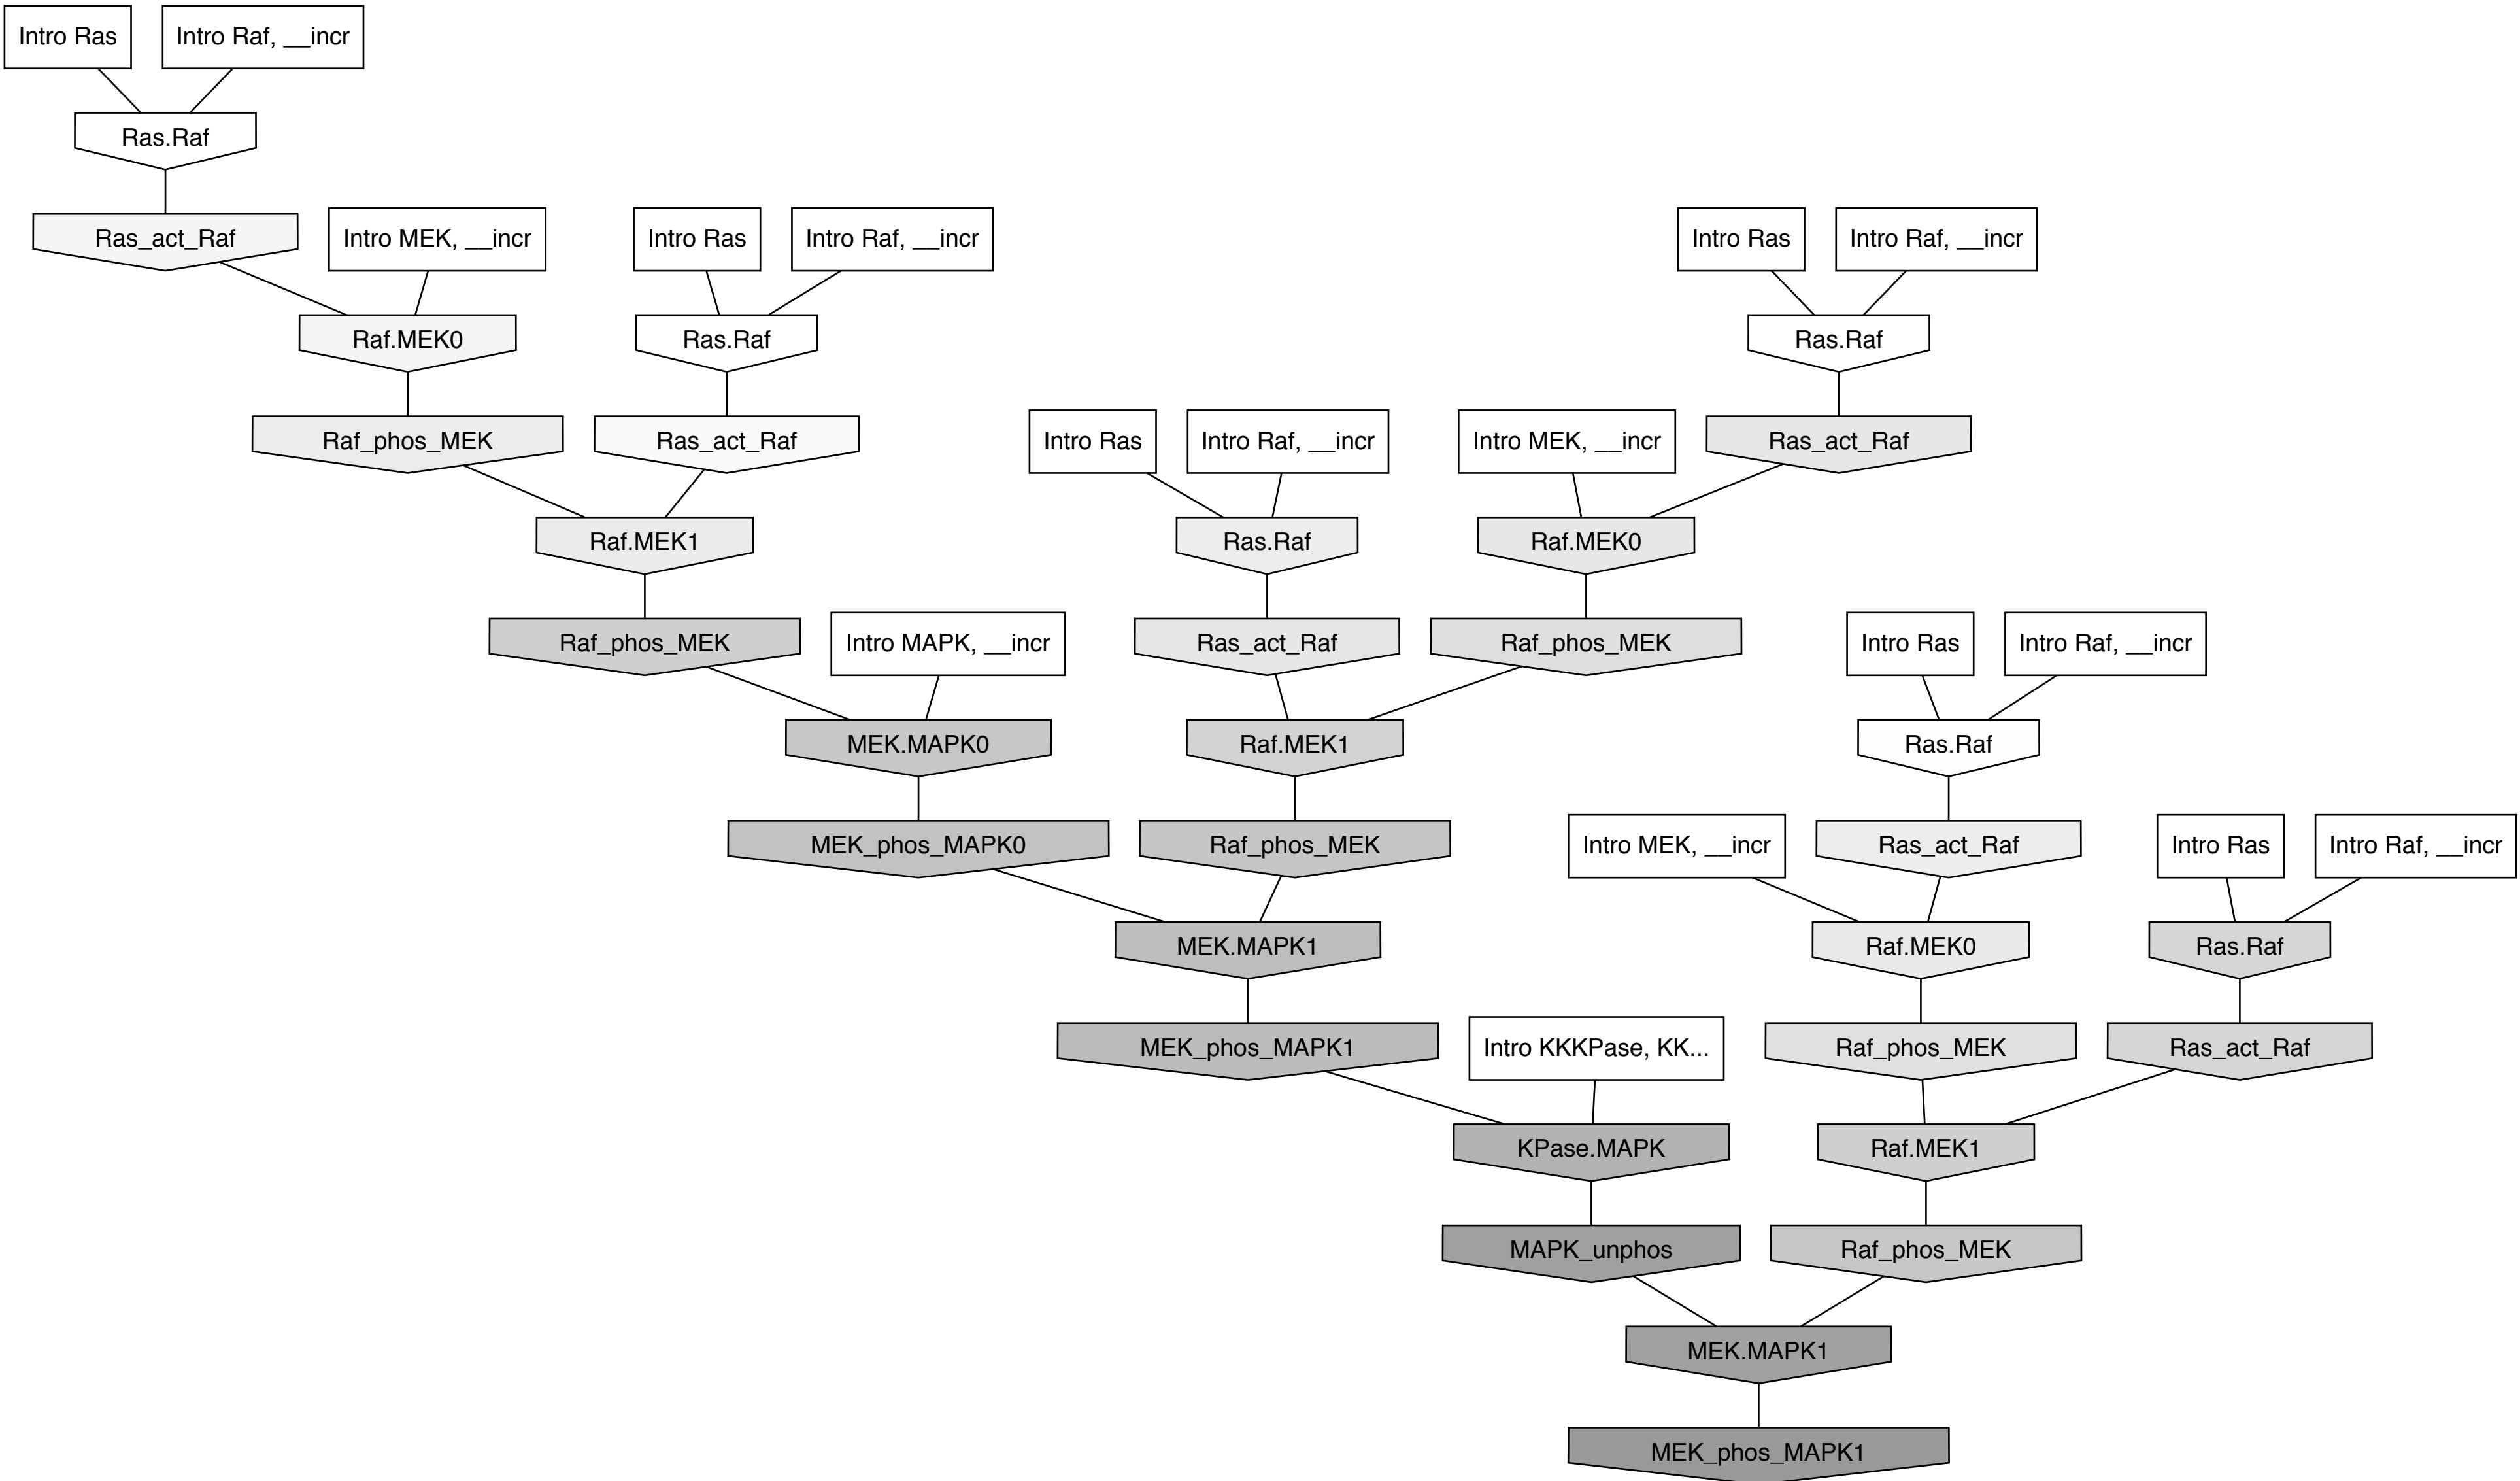 Intro Ras
Intro Raf, __incr
Ras.Raf
Ras_act_Raf
Intro MEK, __incr
Intro Ras
Intro Raf, __incr
Intro Ras
Intro Raf, __incr
Raf.MEK0
Ras.Raf
Ras.Raf
Raf_phos_MEK
Ras_act_Raf
Intro Ras
Intro Raf, __incr
Intro MEK, __incr
Ras_act_Raf
Raf.MEK1
Ras.Raf
Raf.MEK0
Raf_phos_MEK
Intro MAPK, __incr
Ras_act_Raf
Raf_phos_MEK
Intro Ras
Intro Raf, __incr
MEK.MAPK0
Raf.MEK1
Ras.Raf
MEK_phos_MAPK0
Raf_phos_MEK
Intro MEK, __incr
Ras_act_Raf
Intro Ras
Intro Raf, __incr
MEK.MAPK1
Raf.MEK0
Ras.Raf
MEK_phos_MAPK1
Intro KKKPase, KK...
Raf_phos_MEK
Ras_act_Raf
KPase.MAPK
Raf.MEK1
MAPK_unphos
Raf_phos_MEK
MEK.MAPK1
MEK_phos_MAPK1